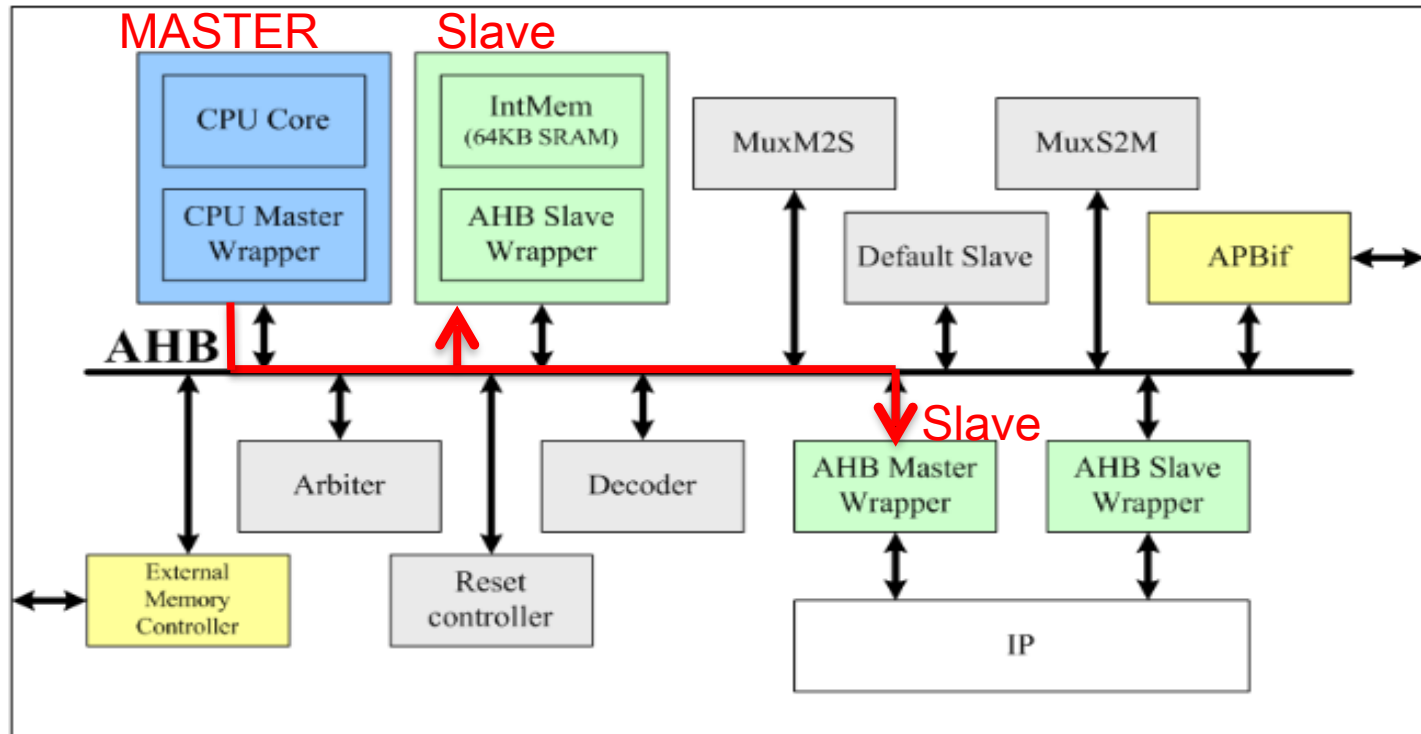 MASTER
Slave
CPU Core
CPU Master
Wrapper
IntMem
(64KB SRAM)
AHB Slave
Wrapper
MuxM2S
MuxS2M
Default Slave
APBif
AHB
Slave
Arbiter
Decoder
AHB Master
Wrapper
AHB Slave
Wrapper
External
Memory
Controller
Reset
controller
IP